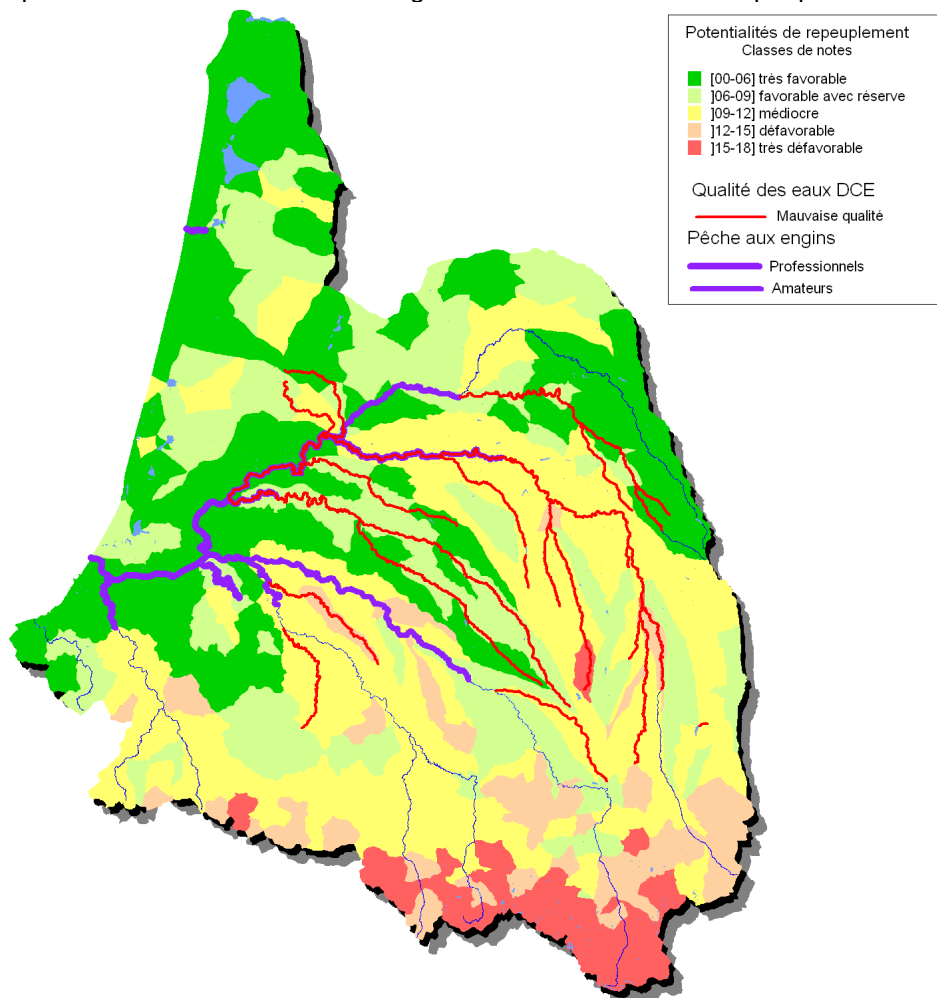 Potentialités de repeuplement
Classes de notes
[00-06] très favorable
]06-09] favorable avec réserve
]09-12] médiocre
]12-15] défavorable
]15-18] très défavorable
Qualité des eaux DCE
Mauvaise qualité
Pêche aux engins
Professionnels
Amateurs